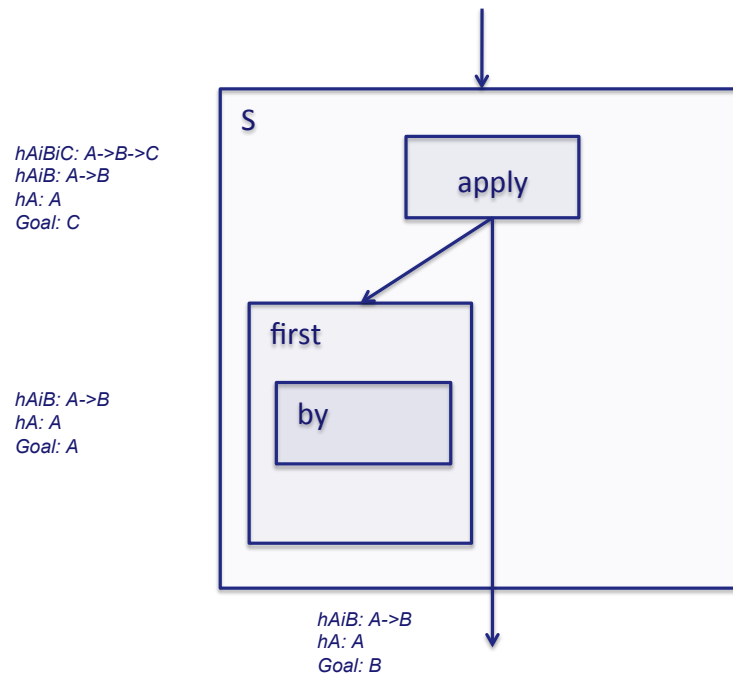 S
hAiBiC: A->B->C
hAiB: A->B
hA: A
Goal: C
apply
first
by
hAiB: A->B
hA: A
Goal: A
hAiB: A->B
hA: A
Goal: B